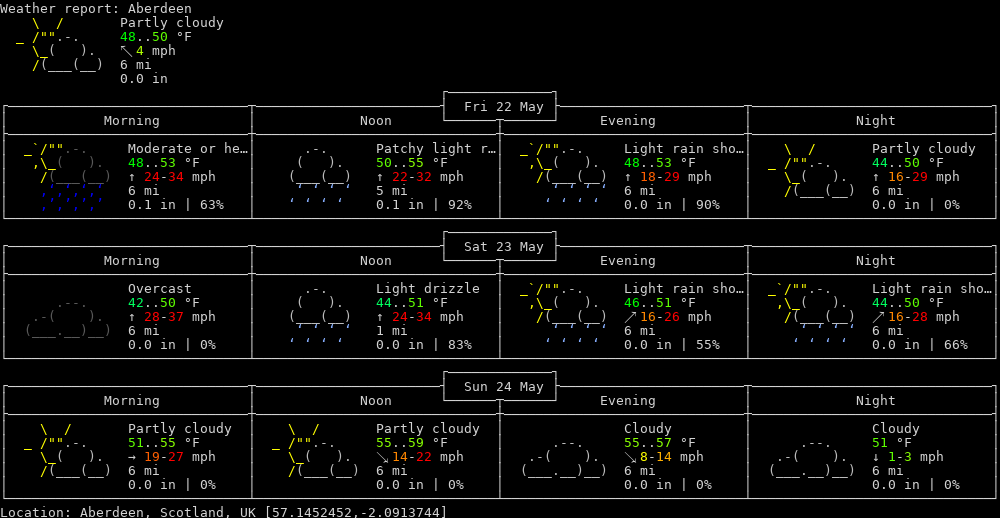 Weather report: Aberdeen
Partly cloudy
48..50 °F
↖ 4 mph
6 mi
0.0 in
Fri 22 May
Morning Noon Evening Night
Moderate or he… Patchy light r… Light rain sho… Partly cloudy
48..53 °F 50..55 °F 48..53 °F 44..50 °F
↑ 24-34 mph ↑ 22-32 mph ↑ 18-29 mph ↑ 16-29 mph
6 mi 5 mi 6 mi 6 mi
0.1 in | 63% 0.1 in | 92% 0.0 in | 90% 0.0 in | 0%
Sat 23 May
Morning Noon Evening Night
Overcast Light drizzle Light rain sho… Light rain sho…
42..50 °F 44..51 °F 46..51 °F 44..50 °F
↑ 28-37 mph ↑ 24-34 mph ↗ 16-26 mph ↗ 16-28 mph
6 mi 1 mi 6 mi 6 mi
0.0 in | 0% 0.0 in | 83% 0.0 in | 55% 0.0 in | 66%
Sun 24 May
Morning Noon Evening Night
Partly cloudy Partly cloudy Cloudy Cloudy
51..55 °F 55..59 °F 55..57 °F 51 °F
→ 19-27 mph ↘ 14-22 mph ↘ 8-14 mph ↓ 1-3 mph
6 mi 6 mi 6 mi 6 mi
0.0 in | 0% 0.0 in | 0% 0.0 in | 0% 0.0 in | 0%
Location: Aberdeen, Scotland, UK [57.1452452,-2.0913744]